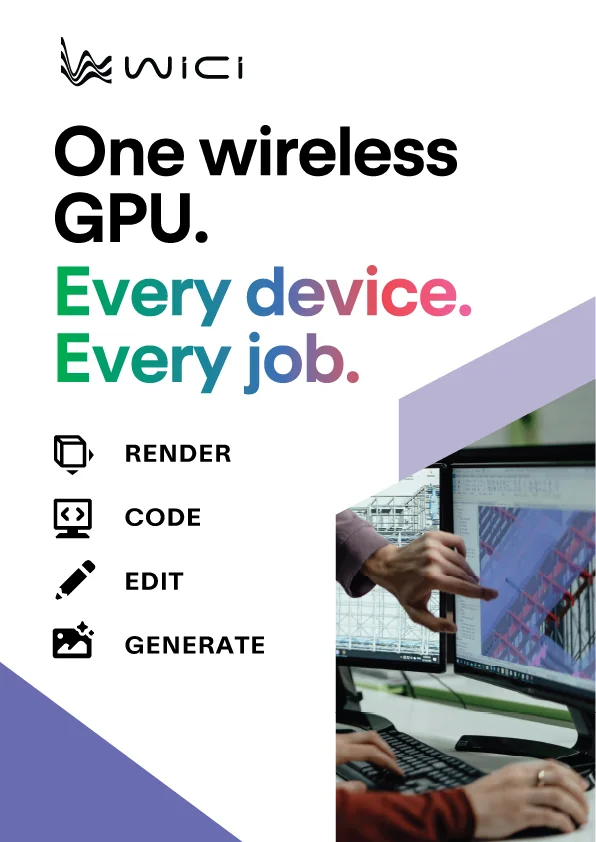 WiCi
One wireless
GPU.
Every device.
Every job.
RENDER
CODE
EDIT
GENERATE